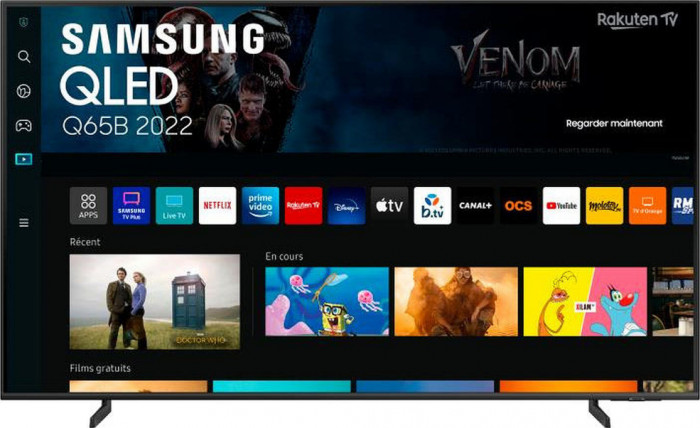 SAMSUNG
QLED
Q65B 2022
Rakuten TV
VENOM
LET THERE BE CARNAGE
Regarder maintenant
APPS
SAMSUNG
TV Plus
Live TV
NETFLIX
prime
video
Rakuten TV
Disney+
tv
b.tv
CANAL+
OCS
YouTube
molotov
TV d'Orange
RM
Récent
En cours
DOCTOR WHO
XILAM
Films gratuits